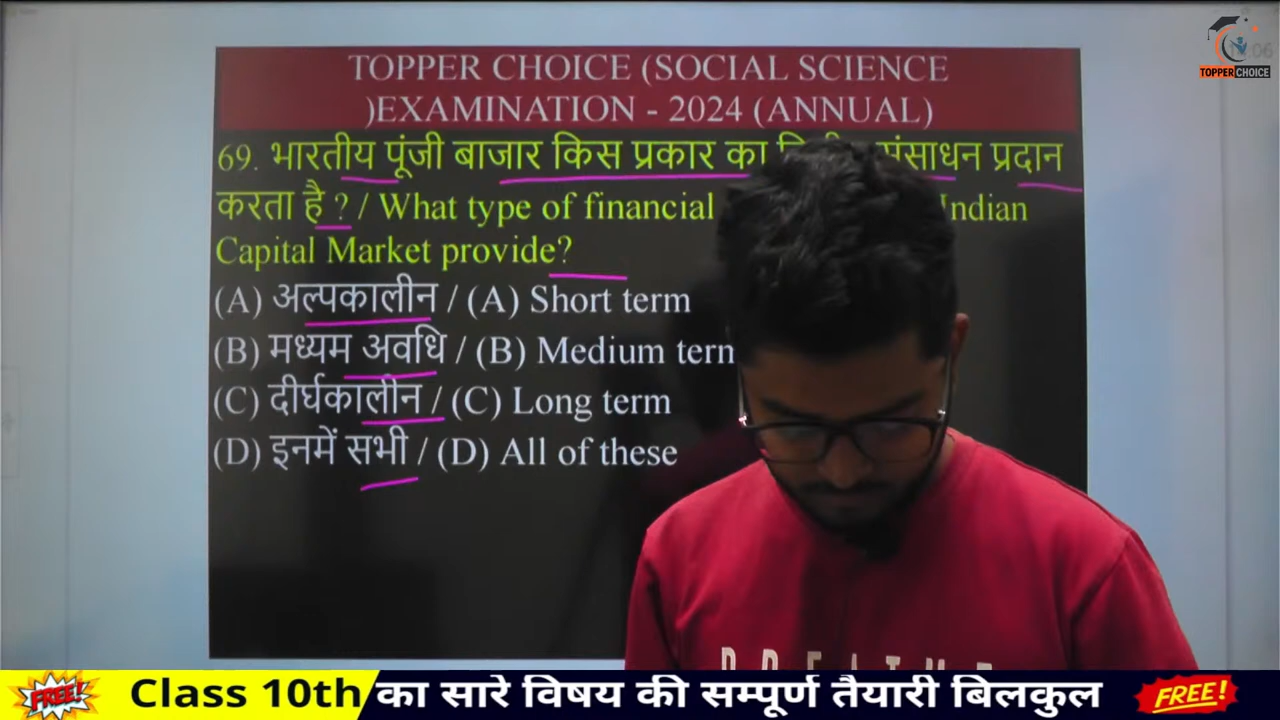 TOPPER CHOICE
TOPPER CHOICE (SOCIAL SCIENCE
)EXAMINATION - 2024 (ANNUAL)
69. भारतीय पूंजी बाजार किस प्रकार का संसाधन प्रदान
करता है ? / What type of financial Indian
Capital Market provide?
(A) अल्पकालीन / (A) Short term
(B) मध्यम अवधि / (B) Medium tern
(C) दीर्घकालीन / (C) Long term
(D) इनमें सभी / (D) All of these
FREE! Class 10th का सारे विषय की सम्पूर्ण तैयारी बिलकुल FREE!